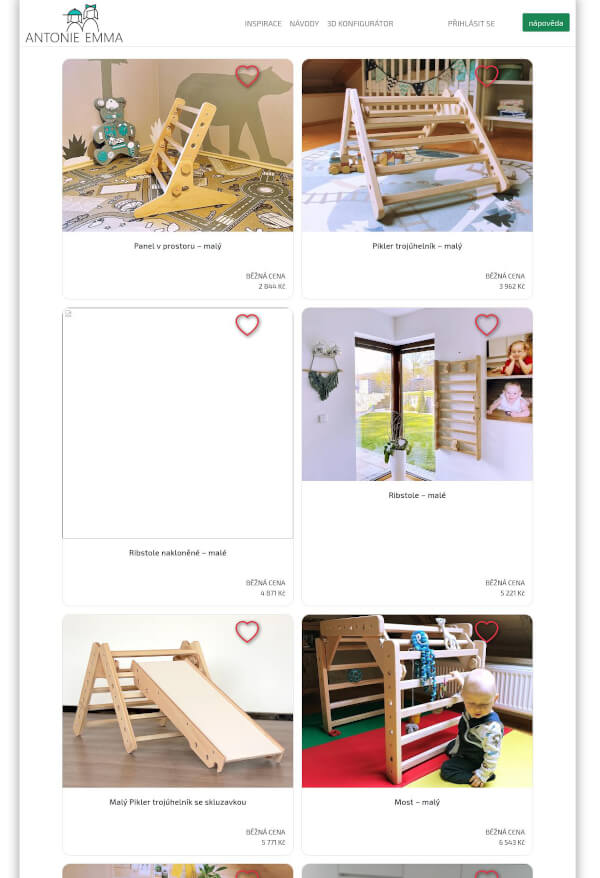 ANTONIE EMMA
INSPIRACE NÁVODY 3D KONFIGURÁTOR PŘIHLÁSIT SE nápověda
Panel v prostoru – malý
BĚŽNÁ CENA
2 844 Kč
Pikler trojúhelník – malý
BĚŽNÁ CENA
3 962 Kč
Ribstole nakloněné – malé
BĚŽNÁ CENA
4 871 Kč
Ribstole – malé
BĚŽNÁ CENA
5 221 Kč
Malý Pikler trojúhelník se skluzavkou
BĚŽNÁ CENA
5 771 Kč
Most – malý
BĚŽNÁ CENA
6 543 Kč